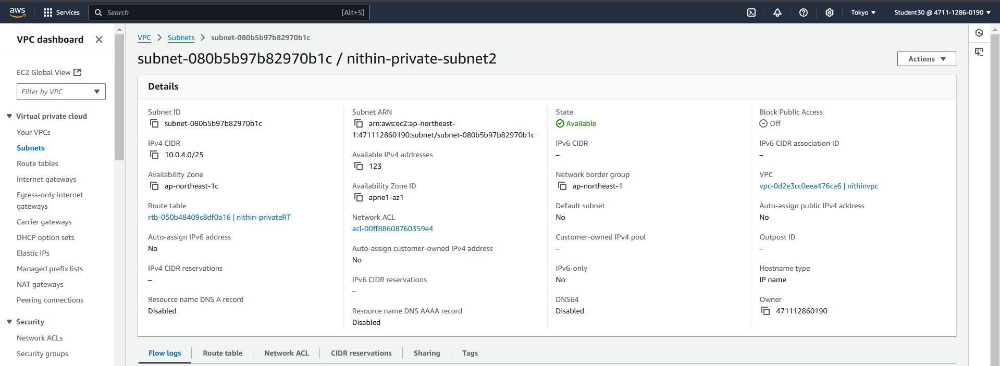 aws
Services
Search
[Alt+S]
Tokyo
Student30 @ 4711-1286-0190
VPC dashboard
EC2 Global View
Filter by VPC
Virtual private cloud
Your VPCs
Subnets
Route tables
Internet gateways
Egress-only internet
gateways
Carrier gateways
DHCP option sets
Elastic IPs
Managed prefix lists
NAT gateways
Peering connections
Security
Network ACLs
Security groups
VPC > Subnets > subnet-080b5b97b82970b1c
subnet-080b5b97b82970b1c / nithin-private-subnet2
Actions
Details
Subnet ID
subnet-080b5b97b82970b1c
IPv4 CIDR
10.0.4.0/25
Availability Zone
ap-northeast-1c
Route table
rtb-050b48409c8df0a16 | nithin-privateRT
Auto-assign IPv6 address
No
IPv4 CIDR reservations
–
Resource name DNS A record
Disabled
Subnet ARN
arn:aws:ec2:ap-northeast-
1:471112860190:subnet/subnet-080b5b97b82970b1c
Available IPv4 addresses
123
Availability Zone ID
apne1-az1
Network ACL
acl-00ff88608760359e4
Auto-assign customer-owned IPv4 address
No
IPv6 CIDR reservations
–
Resource name DNS AAAA record
Disabled
State
Available
IPv6 CIDR
–
Network border group
ap-northeast-1
Default subnet
No
Customer-owned IPv4 pool
–
IPv6-only
No
DNS64
Disabled
Block Public Access
Off
IPv6 CIDR association ID
–
VPC
vpc-0d2e3cc0eea476ca6 | nithinvpc
Auto-assign public IPv4 address
No
Outpost ID
–
Hostname type
IP name
Owner
471112860190
Flow logs
Route table
Network ACL
CIDR reservations
Sharing
Tags